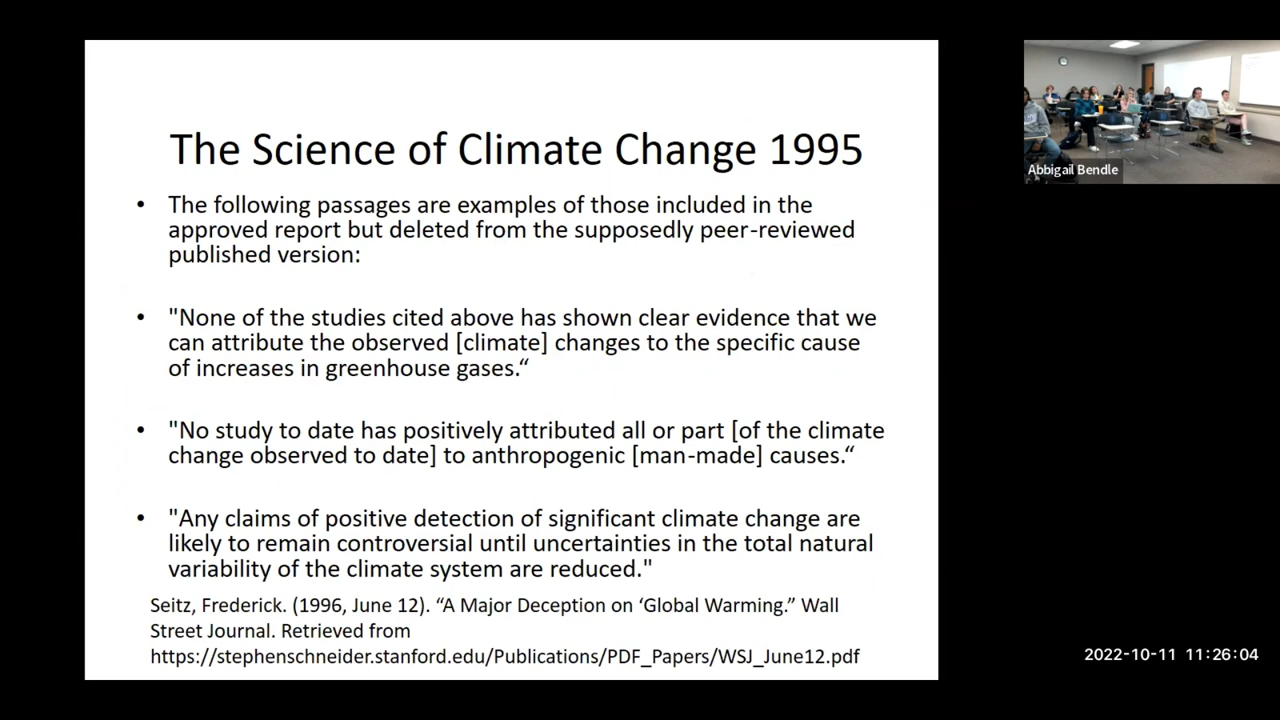 The Science of Climate Change 1995
• The following passages are examples of those included in the
approved report but deleted from the supposedly peer-reviewed
published version:
• "None of the studies cited above has shown clear evidence that we
can attribute the observed [climate] changes to the specific cause
of increases in greenhouse gases.“
• "No study to date has positively attributed all or part [of the climate
change observed to date] to anthropogenic [man-made] causes.“
• "Any claims of positive detection of significant climate change are
likely to remain controversial until uncertainties in the total natural
variability of the climate system are reduced."
Seitz, Frederick. (1996, June 12). “A Major Deception on ‘Global Warming.” Wall
Street Journal. Retrieved from
https://stephenschneider.stanford.edu/Publications/PDF_Papers/WSJ_June12.pdf
Abbigail Bendle
2022-10-11 11:26:04